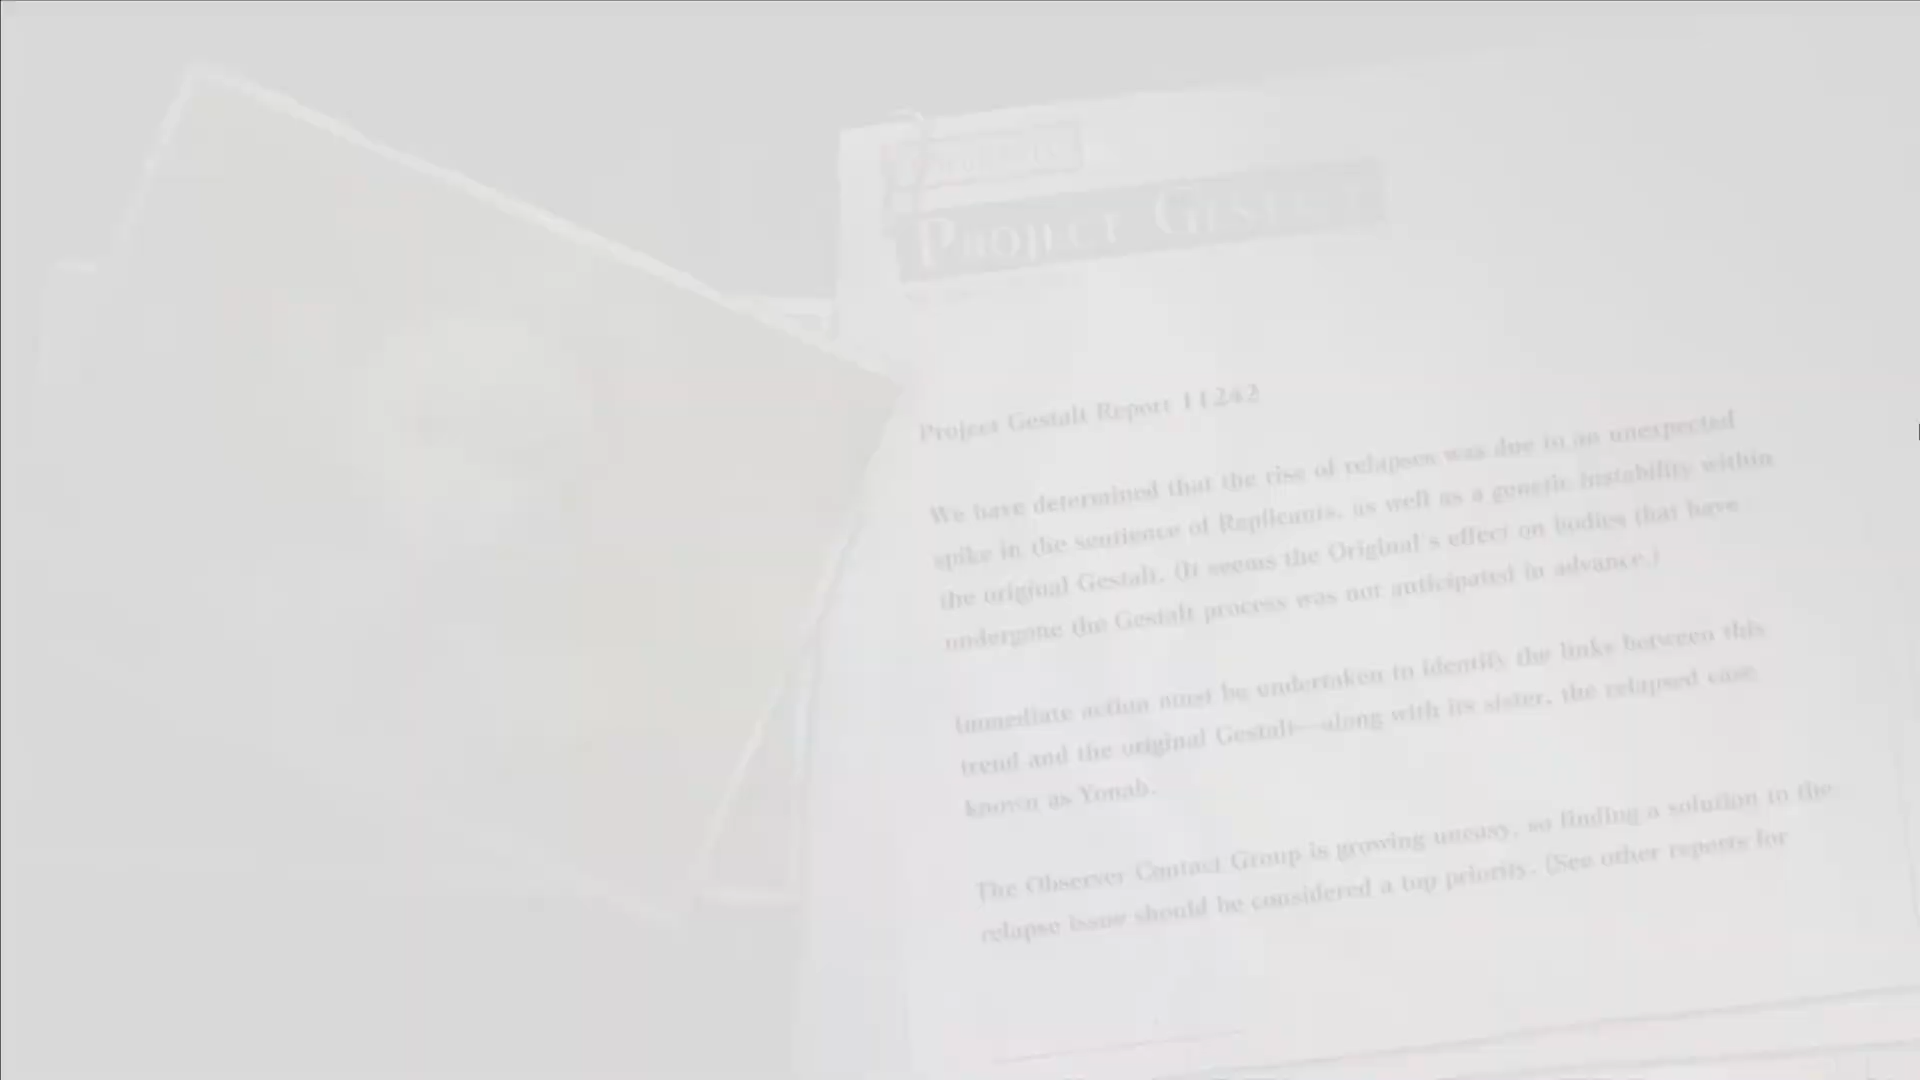 PROJECT GESTALT
Project Gestalt Report 11242
We have determined that the rise of relapses was due to an unexpected
spike in the sentience of Replicants, as well as a genetic instability within
the original Gestalt. (It seems the Original's effect on bodies that have
undergone the Gestalt process was not anticipated in advance.)
Immediate action must be undertaken to identify the links between this
trend and the original Gestalt—along with its sister, the relapsed case
known as Yonah.
The Observer Contact Group is growing uneasy, so finding a solution to the
relapse issue should be considered a top priority. (See other reports for